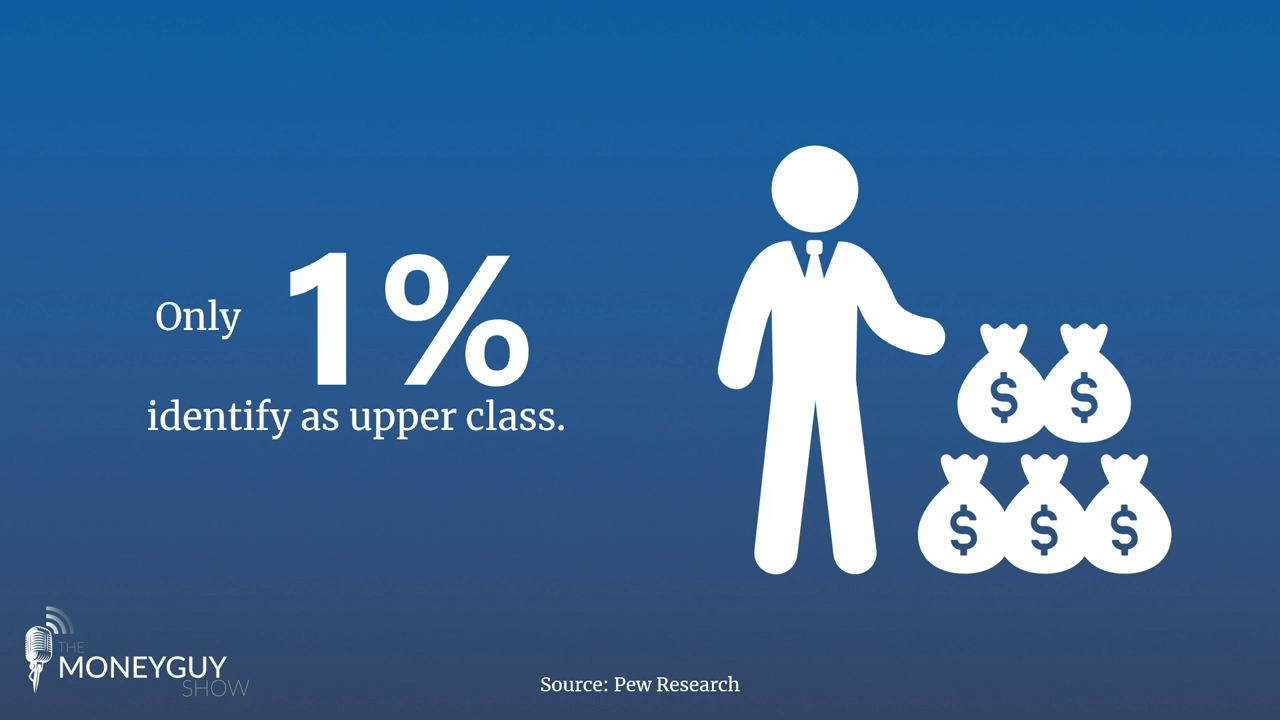 Only 1%
identify as upper class.
$ $
$ $ $
THE
MONEYGUY
SHOW
Source: Pew Research